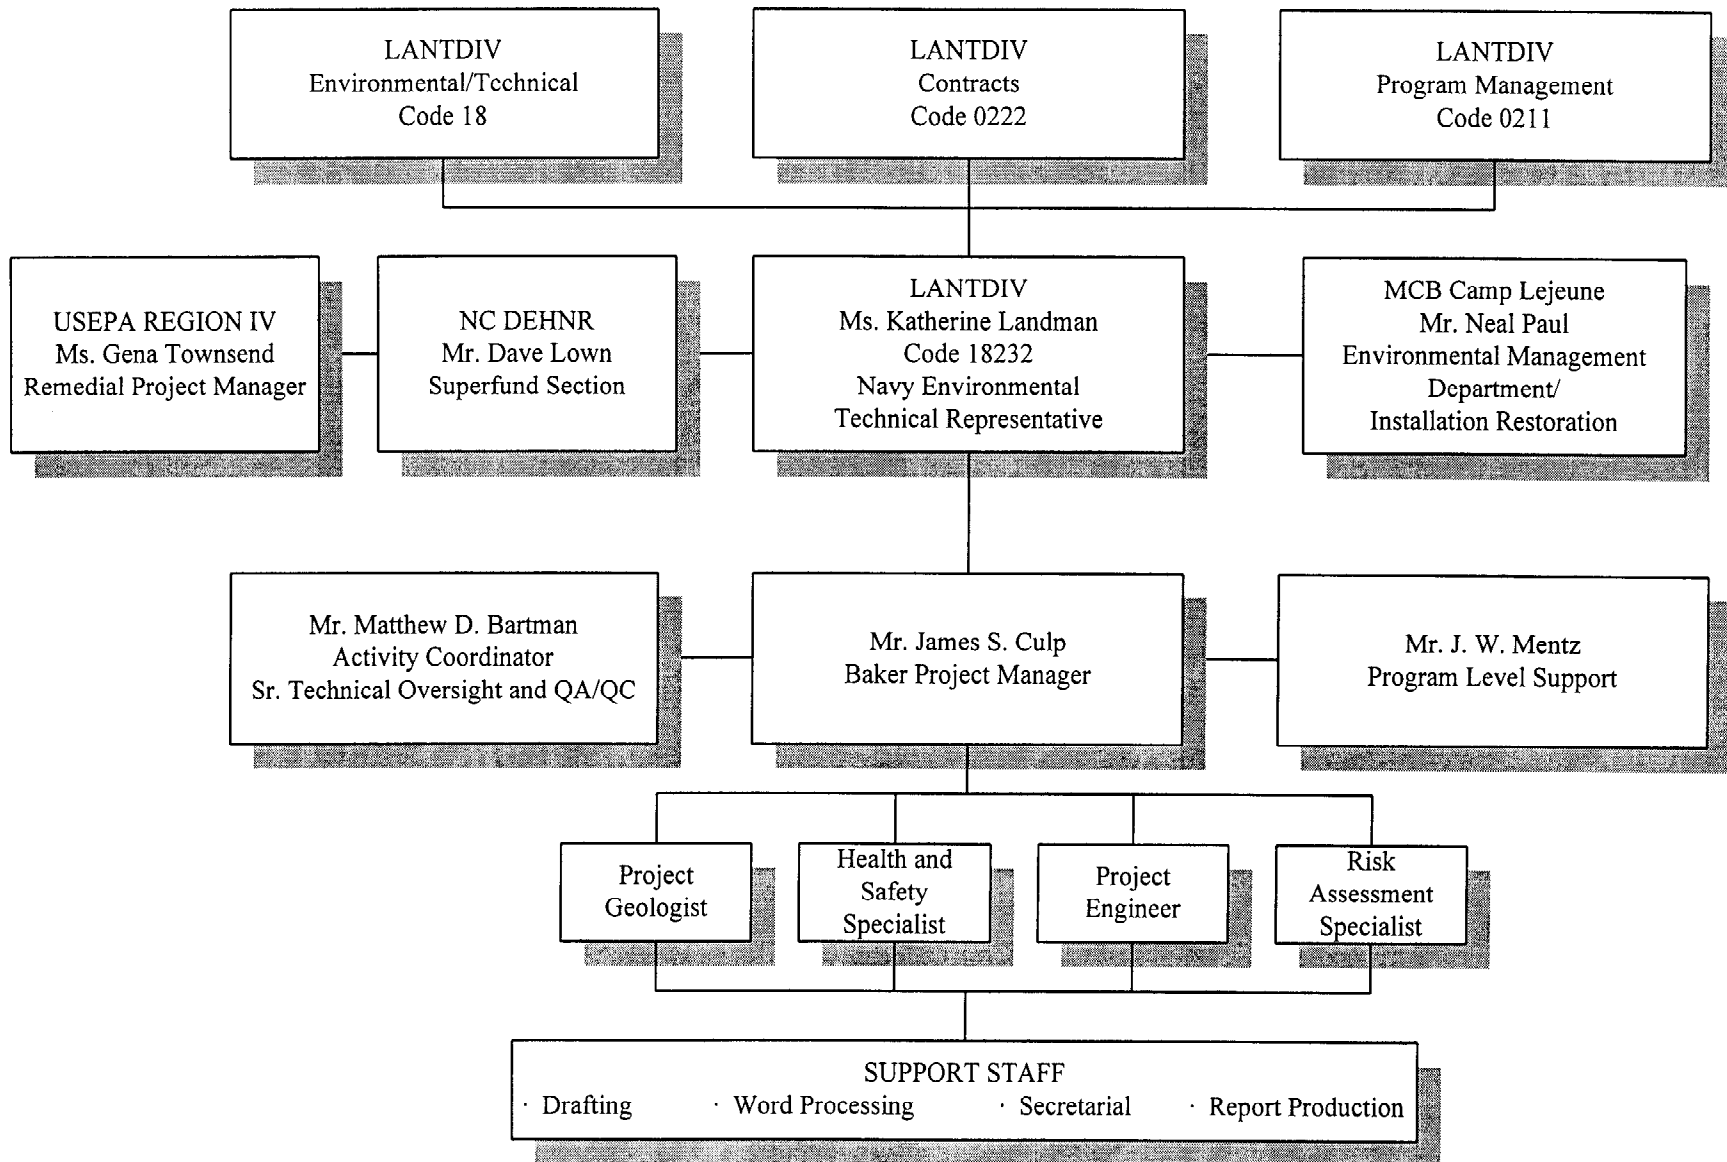 LANTDIV
Environmental/Technical
Code 18
LANTDIV
Contracts
Code 0222
LANTDIV
Program Management
Code 0211
USEPA REGION IV
Ms. Gena Townsend
Remedial Project Manager
NC DEHNR
Mr. Dave Lown
Superfund Section
LANTDIV
Ms. Katherine Landman
Code 18232
Navy Environmental
Technical Representative
MCB Camp Lejeune
Mr. Neal Paul
Environmental Management
Department/
Installation Restoration
Mr. Matthew D. Bartman
Activity Coordinator
Sr. Technical Oversight and QA/QC
Mr. James S. Culp
Baker Project Manager
Mr. J. W. Mentz
Program Level Support
Project
Geologist
Health and
Safety
Specialist
Project
Engineer
Risk
Assessment
Specialist
SUPPORT STAFF
· Drafting · Word Processing · Secretarial · Report Production